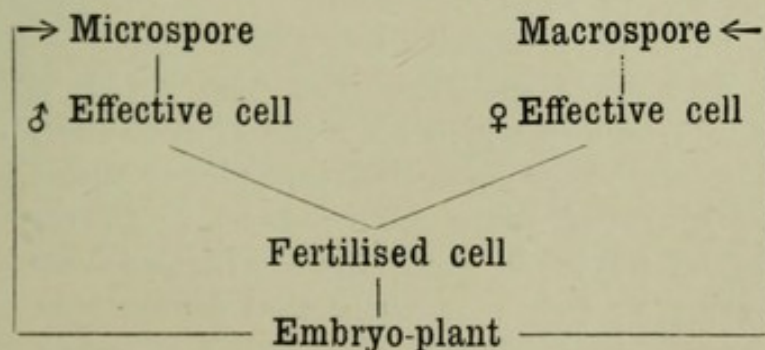 Microspore Macrospore
♂ Effective cell ♀ Effective cell
Fertilised cell
Embryo-plant